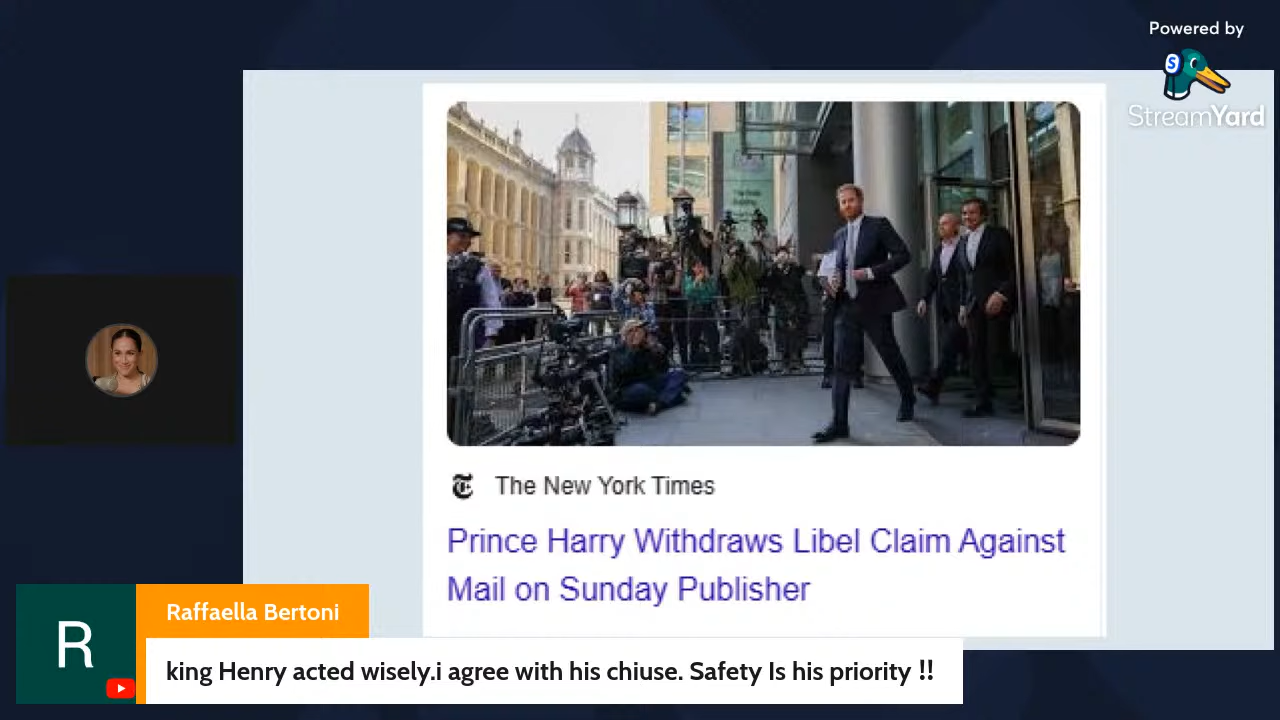 Powered by
StreamYard
The New York Times
Prince Harry Withdraws Libel Claim Against
Mail on Sunday Publisher
Raffaella Bertoni
R
king Henry acted wisely.i agree with his chiuse. Safety Is his priority !!